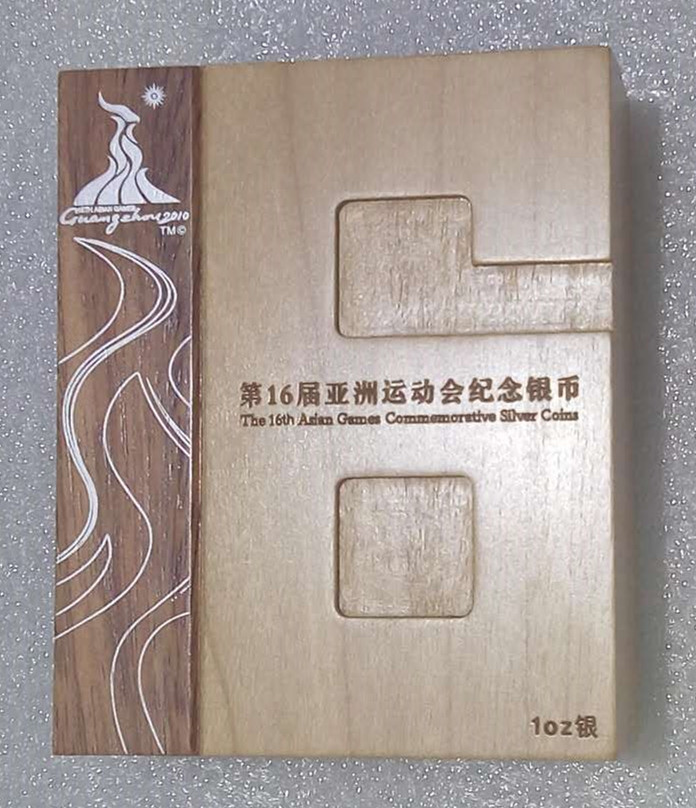 16TH ASIAN GAMES
Guangzhou 2010
TM©
第16届亚洲运动会纪念银币
The 16th Asian Games Commemorative Silver Coins
1oz银